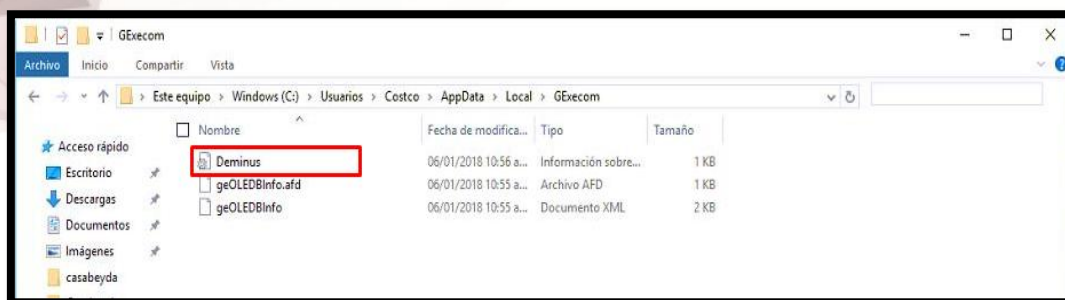 GExecom
Archivo Inicio Compartir Vista
Este equipo > Windows (C:) > Usuarios > Costco > AppData > Local > GExecom
Nombre Fecha de modifica... Tipo Tamaño
Acceso rápido
Escritorio Deminus 06/01/2018 10:56 a... Información sobre... 1 KB
Descargas geOLEDBInfo.afd 06/01/2018 10:55 a... Archivo AFD 1 KB
Documentos geOLEDBInfo 06/01/2018 10:55 a... Documento XML 2 KB
Imágenes
casabeyda